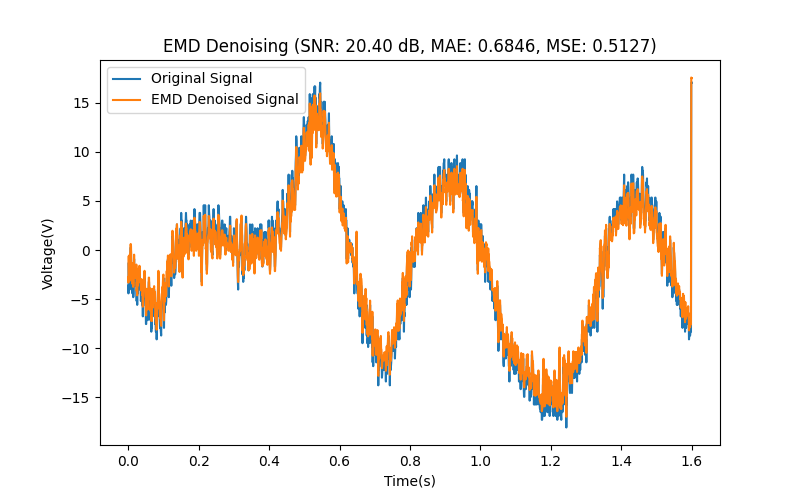 EMD Denoising (SNR: 20.40 dB, MAE: 0.6846, MSE: 0.5127)
Original Signal
EMD Denoised Signal
Voltage(V)
15
10
5
0
−5
−10
−15
0.0 0.2 0.4 0.6 0.8 1.0 1.2 1.4 1.6
Time(s)